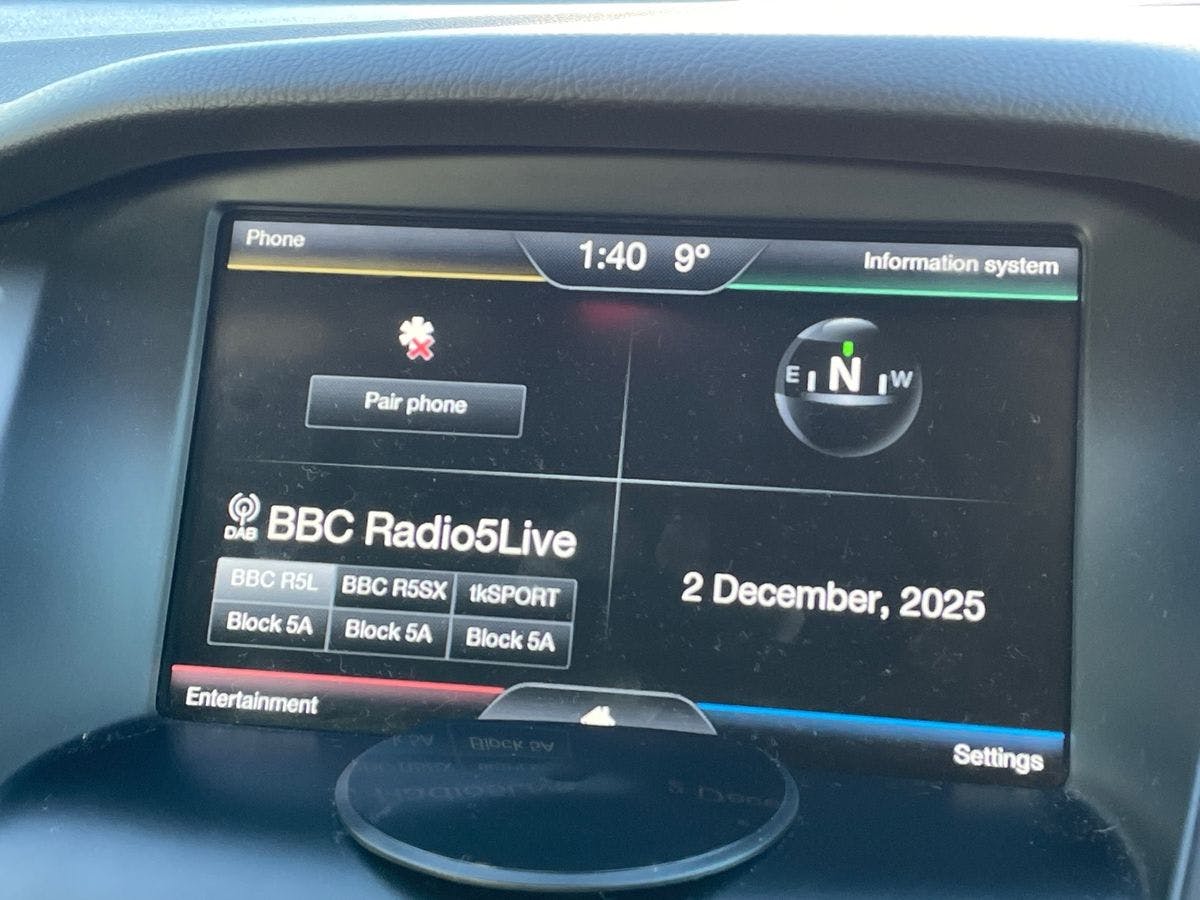 Phone
1:40 9°
Information system
Pair phone
E N W
DAB BBC Radio5Live
BBC R5L BBC R5SX tkSPORT
Block 5A Block 5A Block 5A
2 December, 2025
Entertainment
Settings